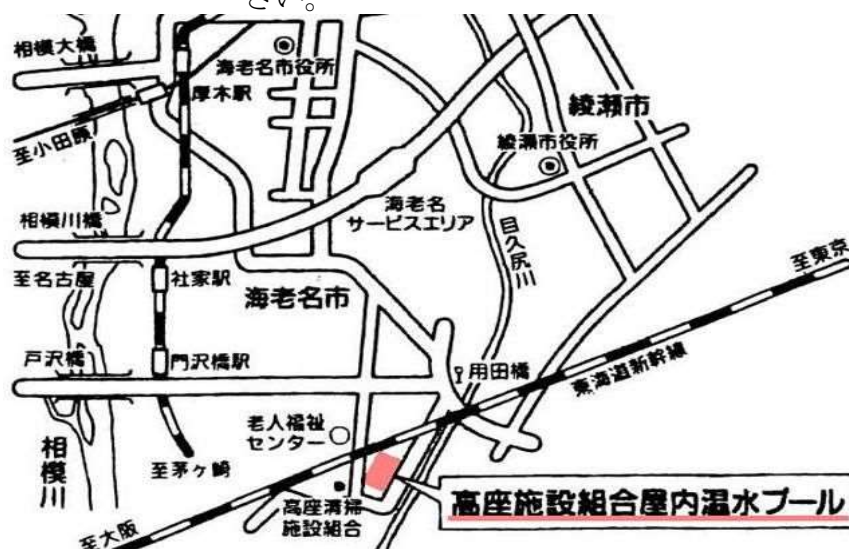 さい。
相模大橋
海老名市役所
厚木駅
綾瀬市
至小田原
綾瀬市役所
海老名
サービスエリア
相模川橋
目久尻川
至名古屋
社家駅
海老名市
至東京
戸沢橋
門沢橋駅
用田橋
東海道新幹線
老人福祉
センター
相模川
至茅ヶ崎
高座清掃
施設組合
高座施設組合屋内温水プール
至大阪